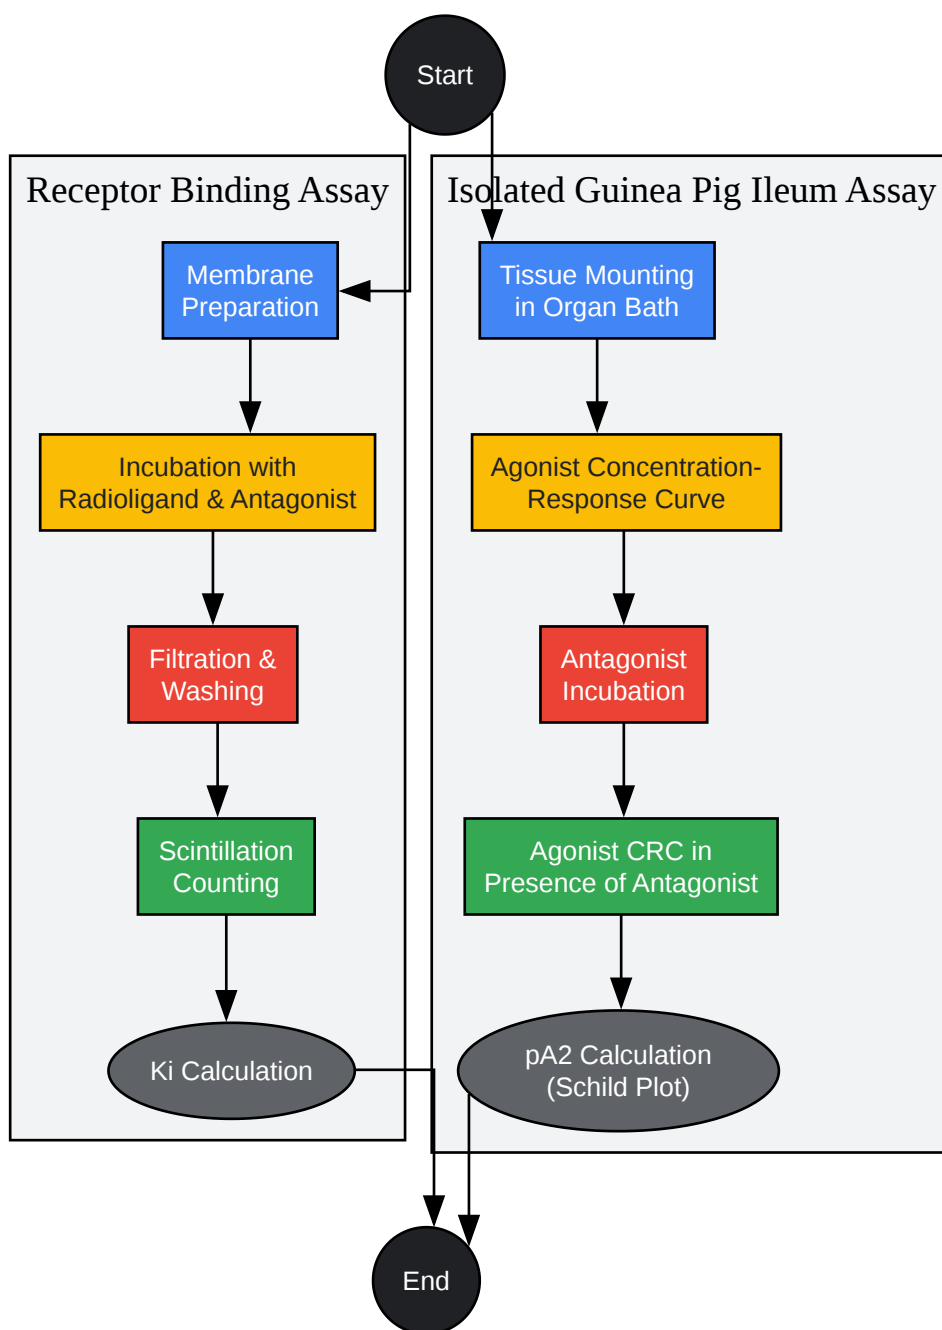 Start
Receptor Binding Assay
Membrane
Preparation
Incubation with
Radioligand & Antagonist
Filtration &
Washing
Scintillation
Counting
Ki Calculation
Isolated Guinea Pig Ileum Assay
Tissue Mounting
in Organ Bath
Agonist Concentration-
Response Curve
Antagonist
Incubation
Agonist CRC in
Presence of Antagonist
pA2 Calculation
(Schild Plot)
End